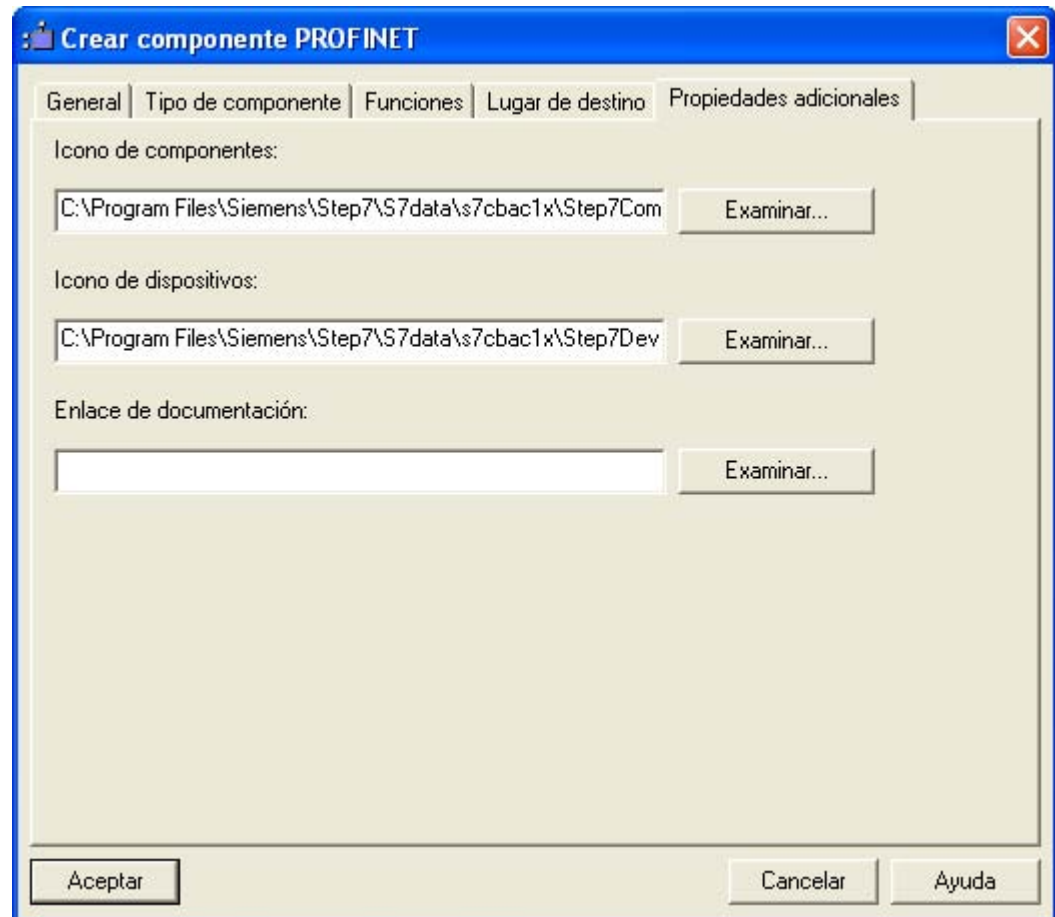 Crear componente PROFINET
General Tipo de componente Funciones Lugar de destino Propiedades adicionales
Icono de componentes:
C:\Program Files\Siemens\Step7\S7data\s7cbac1x\Step7Com Examinar...
Icono de dispositivos:
C:\Program Files\Siemens\Step7\S7data\s7cbac1x\Step7Dev Examinar...
Enlace de documentación:
Examinar...
Aceptar Cancelar Ayuda